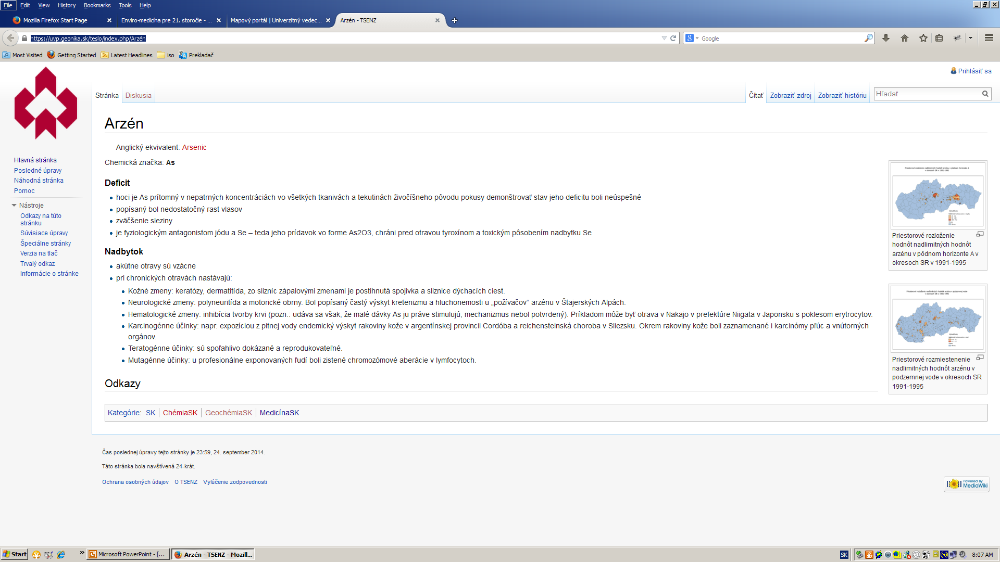 File Edit View History Bookmarks Tools Help
Mozilla Firefox Start Page
Enviro-medicína pre 21. storočie - ...
Mapový portál | Univerzitný vedec...
Arzén - TSENZ
https://uvp.geonika.sk/teslo/index.php/Arzén
Google
Most Visited Getting Started Latest Headlines iso Prekladač
Prihlásiť sa
Stránka Diskusia
Čítať Zobraziť zdroj Zobraziť históriu
Hľadať
Hlavná stránka
Posledné úpravy
Náhodná stránka
Pomoc
Nástroje
Odkazy na túto
stránku
Súvisiace úpravy
Špeciálne stránky
Verzia na tlač
Trvalý odkaz
Informácie o stránke
Arzén
Anglický ekvivalent: Arsenic
Chemická značka: As
Deficit
hoci je As prítomný v nepatrných koncentráciách vo všetkých tkanivách a tekutinách živočíšneho pôvodu pokusy demonštrovať stav jeho deficitu boli neúspešné
popísaný bol nedostatočný rast vlasov
zväčšenie sleziny
je fyziologickým antagonistom jódu a Se – teda jeho prídavok vo forme As2O3, chráni pred otravou tyroxínom a toxickým pôsobením nadbytku Se
Nadbytok
akútne otravy sú vzácne
pri chronických otravách nastávajú:
Kožné zmeny: keratózy, dermatitída, zo slizníc zápalovými zmenami je postihnutá spojivka a sliznice dýchacích ciest.
Neurologické zmeny: polyneuritída a motorické obrny. Bol popísaný častý výskyt kretenizmu a hluchonemosti u „požívačov“ arzénu v Štajerských Alpách.
Hematologické zmeny: inhibícia tvorby krvi (pozn.: udáva sa však, že malé dávky As ju práve stimulujú, mechanizmus nebol potvrdený). Príkladom môže byť otrava v Nakajo v prefektúre Niigata v Japonsku s poklesom erytrocytov.
Karcinogénne účinky: napr. expozíciou z pitnej vody endemický výskyt rakoviny kože v argentínskej provincii Cordóba a reichensteinská choroba v Sliezsku. Okrem rakoviny kože boli zaznamenané i karcinómy pľúc a vnútorných
orgánov.
Teratogénne účinky: sú spoľahlivo dokázané a reprodukovateľné.
Mutagénne účinky: u profesionálne exponovaných ľudí boli zistené chromozómové aberácie v lymfocytoch.
Priestorové rozloženie
hodnôt nadlimitných hodnôt
arzénu v pôdnom horizonte A v
okresoch SR v 1991-1995
Priestorové rozmiestenenie
nadlimitných hodnôt arzénu v
podzemnej vode v okresoch SR
1991-1995
Odkazy
Kategórie: SK ChémiaSK GeochémiaSK MedicínaSK
Čas poslednej úpravy tejto stránky je 23:59, 24. september 2014.
Táto stránka bola navštívená 24-krát.
Ochrana osobných údajov O TSENZ Vylúčenie zodpovednosti
Powered By
MediaWiki
Start
Microsoft PowerPoint - [...
Arzén - TSENZ - Mozill...
SK
8:07 AM